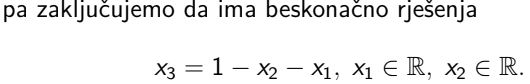 pa zaključujemo da ima beskonačno rješenja
x₃ = 1 − x₂ − x₁, x₁ ∈ ℝ, x₂ ∈ ℝ.